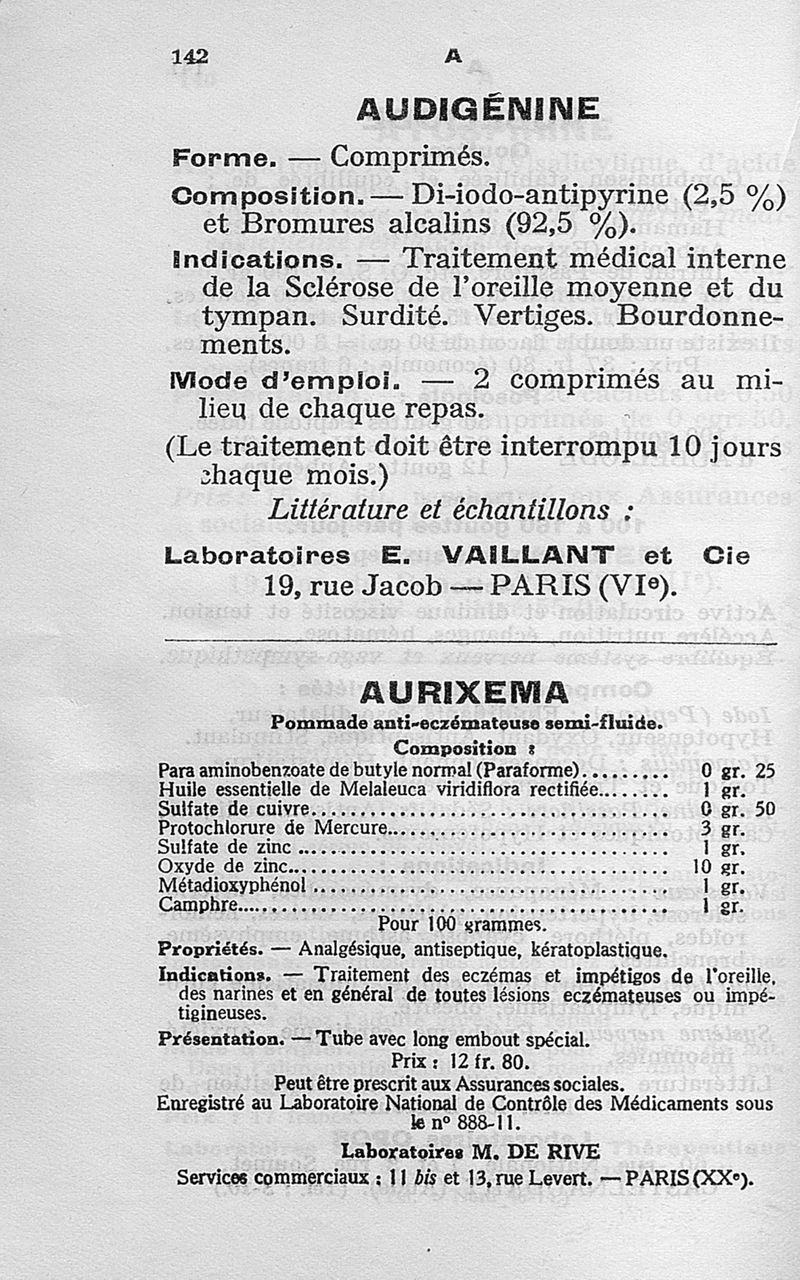 142
A
AUDIGÉNINE
Forme. — Comprimés.
Composition. — Di-iodo-antipyrine (2,5 %)
et Bromures alcalins (92,5 %).
Indications. — Traitement médical interne
de la Sclérose de l'oreille moyenne et du
tympan. Surdité. Vertiges. Bourdonne-
ments.
Mode d'emploi. — 2 comprimés au mi-
lieu de chaque repas.
(Le traitement doit être interrompu 10 jours
chaque mois.)
Littérature et échantillons :
Laboratoires E. VAILLANT et Cie
19, rue Jacob — PARIS (VIe).
AURIXEMA
Pommade anti-eczémateuse semi-fluide.
Composition :
Para aminobenzoate de butyle normal (Paraforme)......... 0 gr. 25
Huile essentielle de Melaleuca viridiflora rectifiée....... 1 gr.
Sulfate de cuivre.................................... 0 gr. 50
Protochlorure de Mercure............................ 3 gr.
Sulfate de zinc ..................................... 1 gr.
Oxyde de zinc...................................... 10 gr.
Métadioxyphénol ................................... 1 gr.
Camphre........................................... 1 gr.
Pour 100 grammes.
Propriétés. — Analgésique, antiseptique, kératoplastique.
Indications. — Traitement des eczémas et impétigos de l'oreille,
des narines et en général de toutes lésions eczémateuses ou impé-
tigineuses.
Présentation. — Tube avec long embout spécial.
Prix : 12 fr. 80.
Peut être prescrit aux Assurances sociales.
Enregistré au Laboratoire National de Contrôle des Médicaments sous
le n° 888-11.
Laboratoires M. DE RIVE
Services commerciaux : 11 bis et 13, rue Levert. — PARIS (XXe).